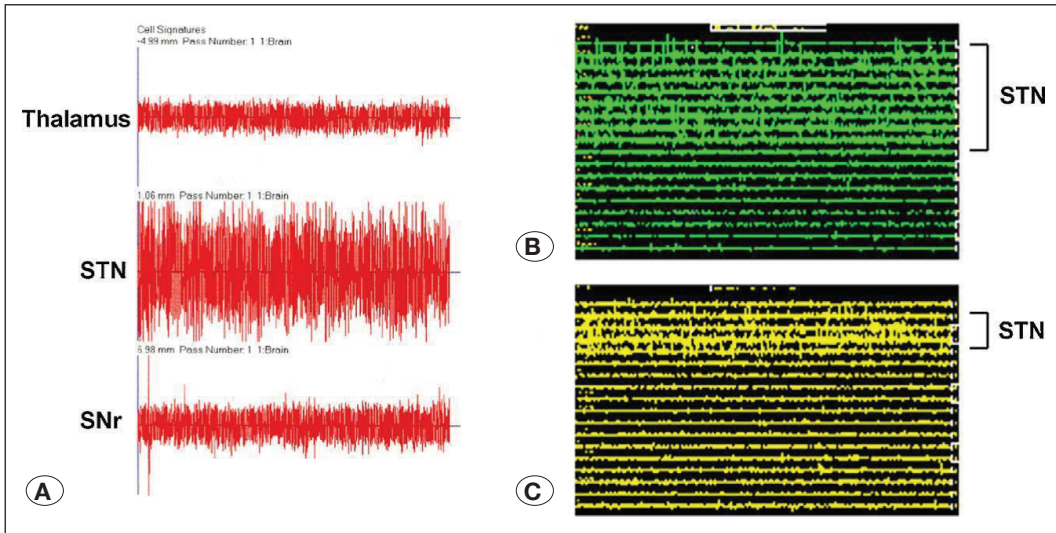 Cell Signatures
-4.99 mm Pass Number: 1 1:Brain
Thalamus
1.06 mm Pass Number: 1 1:Brain
STN
6.98 mm Pass Number: 1 1:Brain
SNr
A
STN
B
STN
C